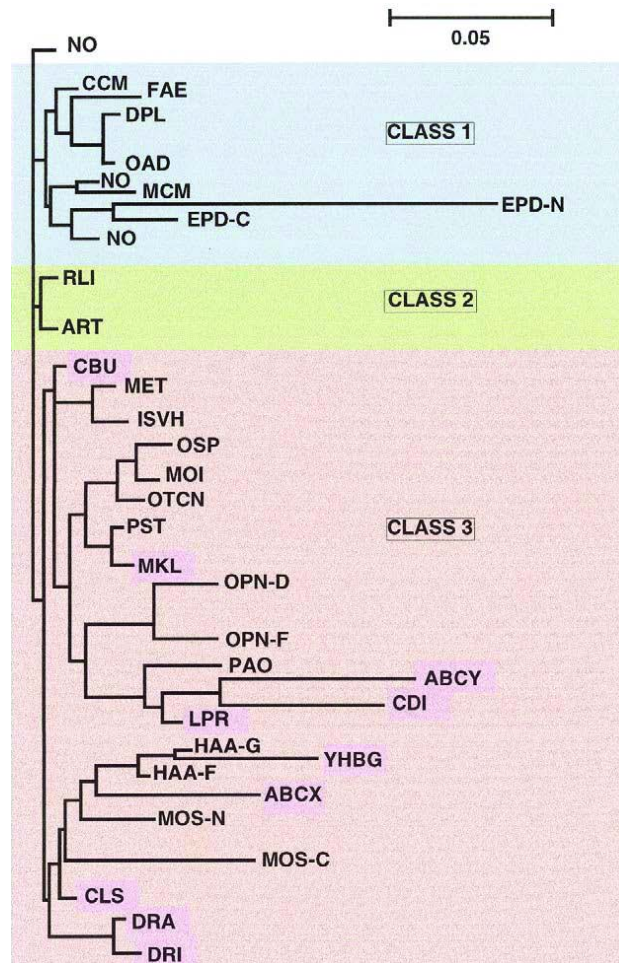 0.05
NO
CCM
FAE
DPL
CLASS 1
OAD
NO
MCM
EPD-N
EPD-C
NO
RLI
CLASS 2
ART
CBU
MET
ISVH
OSP
MOI
OTCN
PST
CLASS 3
MKL
OPN-D
OPN-F
PAO
ABCY
CDI
LPR
HAA-G
YHBG
HAA-F
ABCX
MOS-N
MOS-C
CLS
DRA
DRI